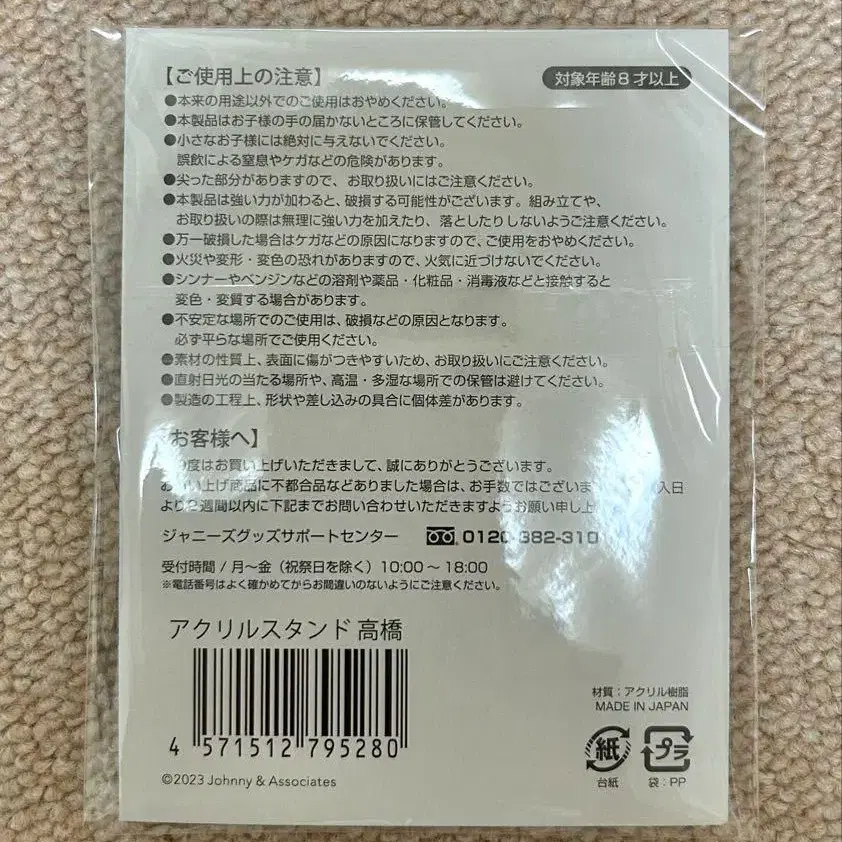 【ご使用上の注意】
対象年齢8才以上
●本来の用途以外でのご使用はおやめください。
●本製品はお子様の手の届かないところに保管してください。
●小さなお子様には絶対に与えないでください。
誤飲による窒息やケガなどの危険があります。
●尖った部分がありますので、お取り扱いにはご注意ください。
●本製品は強い力が加わると、破損する可能性がございます。組み立てや、
お取り扱いの際は無理に強い力を加えたり、落としたりしないようご注意ください。
●万一破損した場合はケガなどの原因になりますので、ご使用をおやめください。
●火災や変形・変色の恐れがありますので、火気に近づけないでください。
●シンナーやベンジンなどの溶剤や薬品・化粧品・消毒液などと接触すると
変色・変質する場合があります。
●不安定な場所でのご使用は、破損などの原因となります。
必ず平らな場所でご使用ください。
●素材の性質上、表面に傷がつきやすいため、お取り扱いにご注意ください。
●直射日光の当たる場所や、高温・多湿な場所での保管は避けてください。
●製造の工程上、形状や差し込みの具合に個体差があります。
お客様へ】
度はお買い上げいただきまして、誠にありがとうございます。
い上げ商品に不都合品などありました場合は、お手数ではございま 入日
より2週間以内に下記までお問い合わせいただきますようお願い申し上
ジャニーズグッズサポートセンター 0120-382-310
受付時間/月～金（祝祭日を除く）10:00～18:00
※電話番号はよく確かめてからお間違いのないようにご注意ください。
アクリルスタンド 高橋
4 571512 795280
材質：アクリル樹脂
MADE IN JAPAN
紙
プラ
台紙
袋：PP
©2023 Johnny & Associates